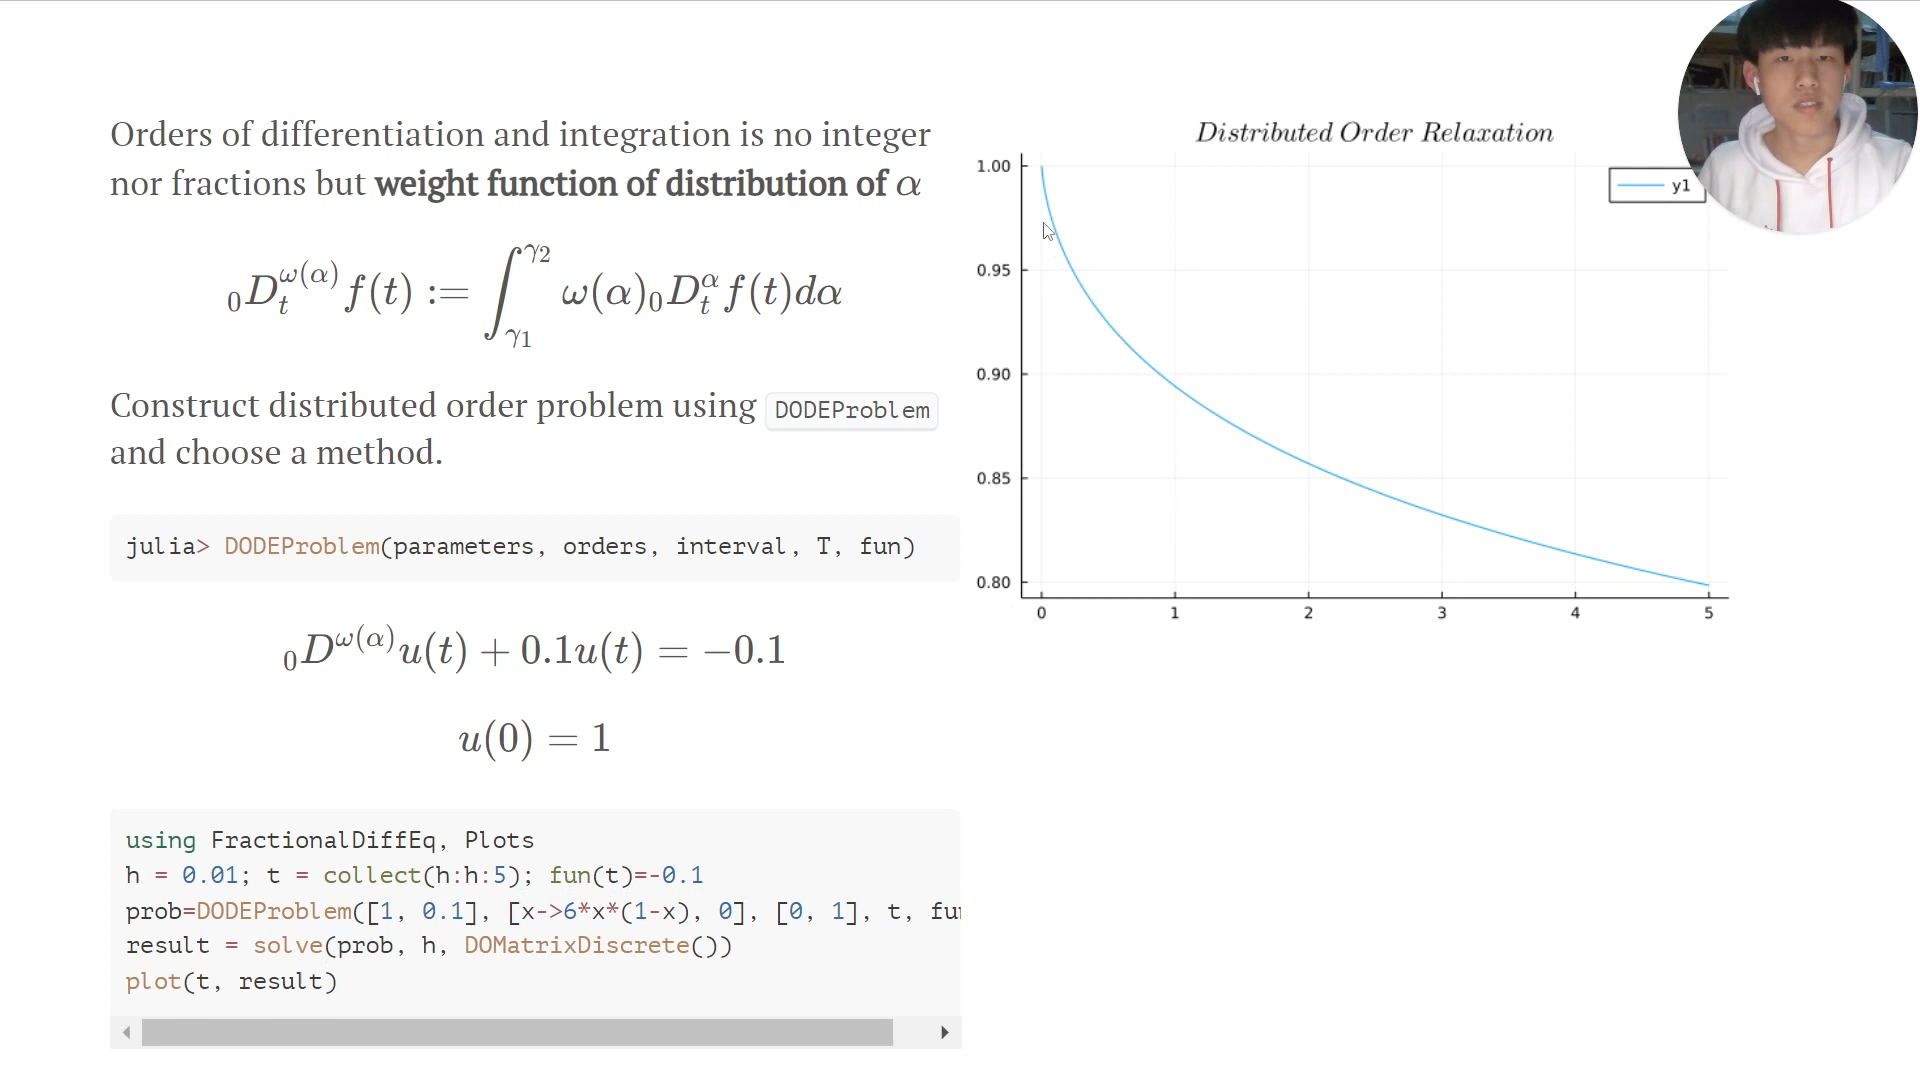 Orders of differentiation and integration is no integer
nor fractions but weight function of distribution of α
₀D_t^{ω(α)} f(t) := ∫_{γ₁}^{γ₂} ω(α)₀D_t^α f(t)dα
Construct distributed order problem using DODEProblem
and choose a method.
julia> DODEProblem(parameters, orders, interval, T, fun)
₀D^{ω(α)}u(t) + 0.1u(t) = −0.1
u(0) = 1
using FractionalDiffEq, Plots
h = 0.01; t = collect(h:h:5); fun(t)=-0.1
prob=DODEProblem([1, 0.1], [x->6*x*(1-x), 0], [0, 1], t, fu
result = solve(prob, h, DOMatrixDiscrete())
plot(t, result)
Distributed Order Relaxation
y1
1.00
0.95
0.90
0.85
0.80
0 1 2 3 4 5